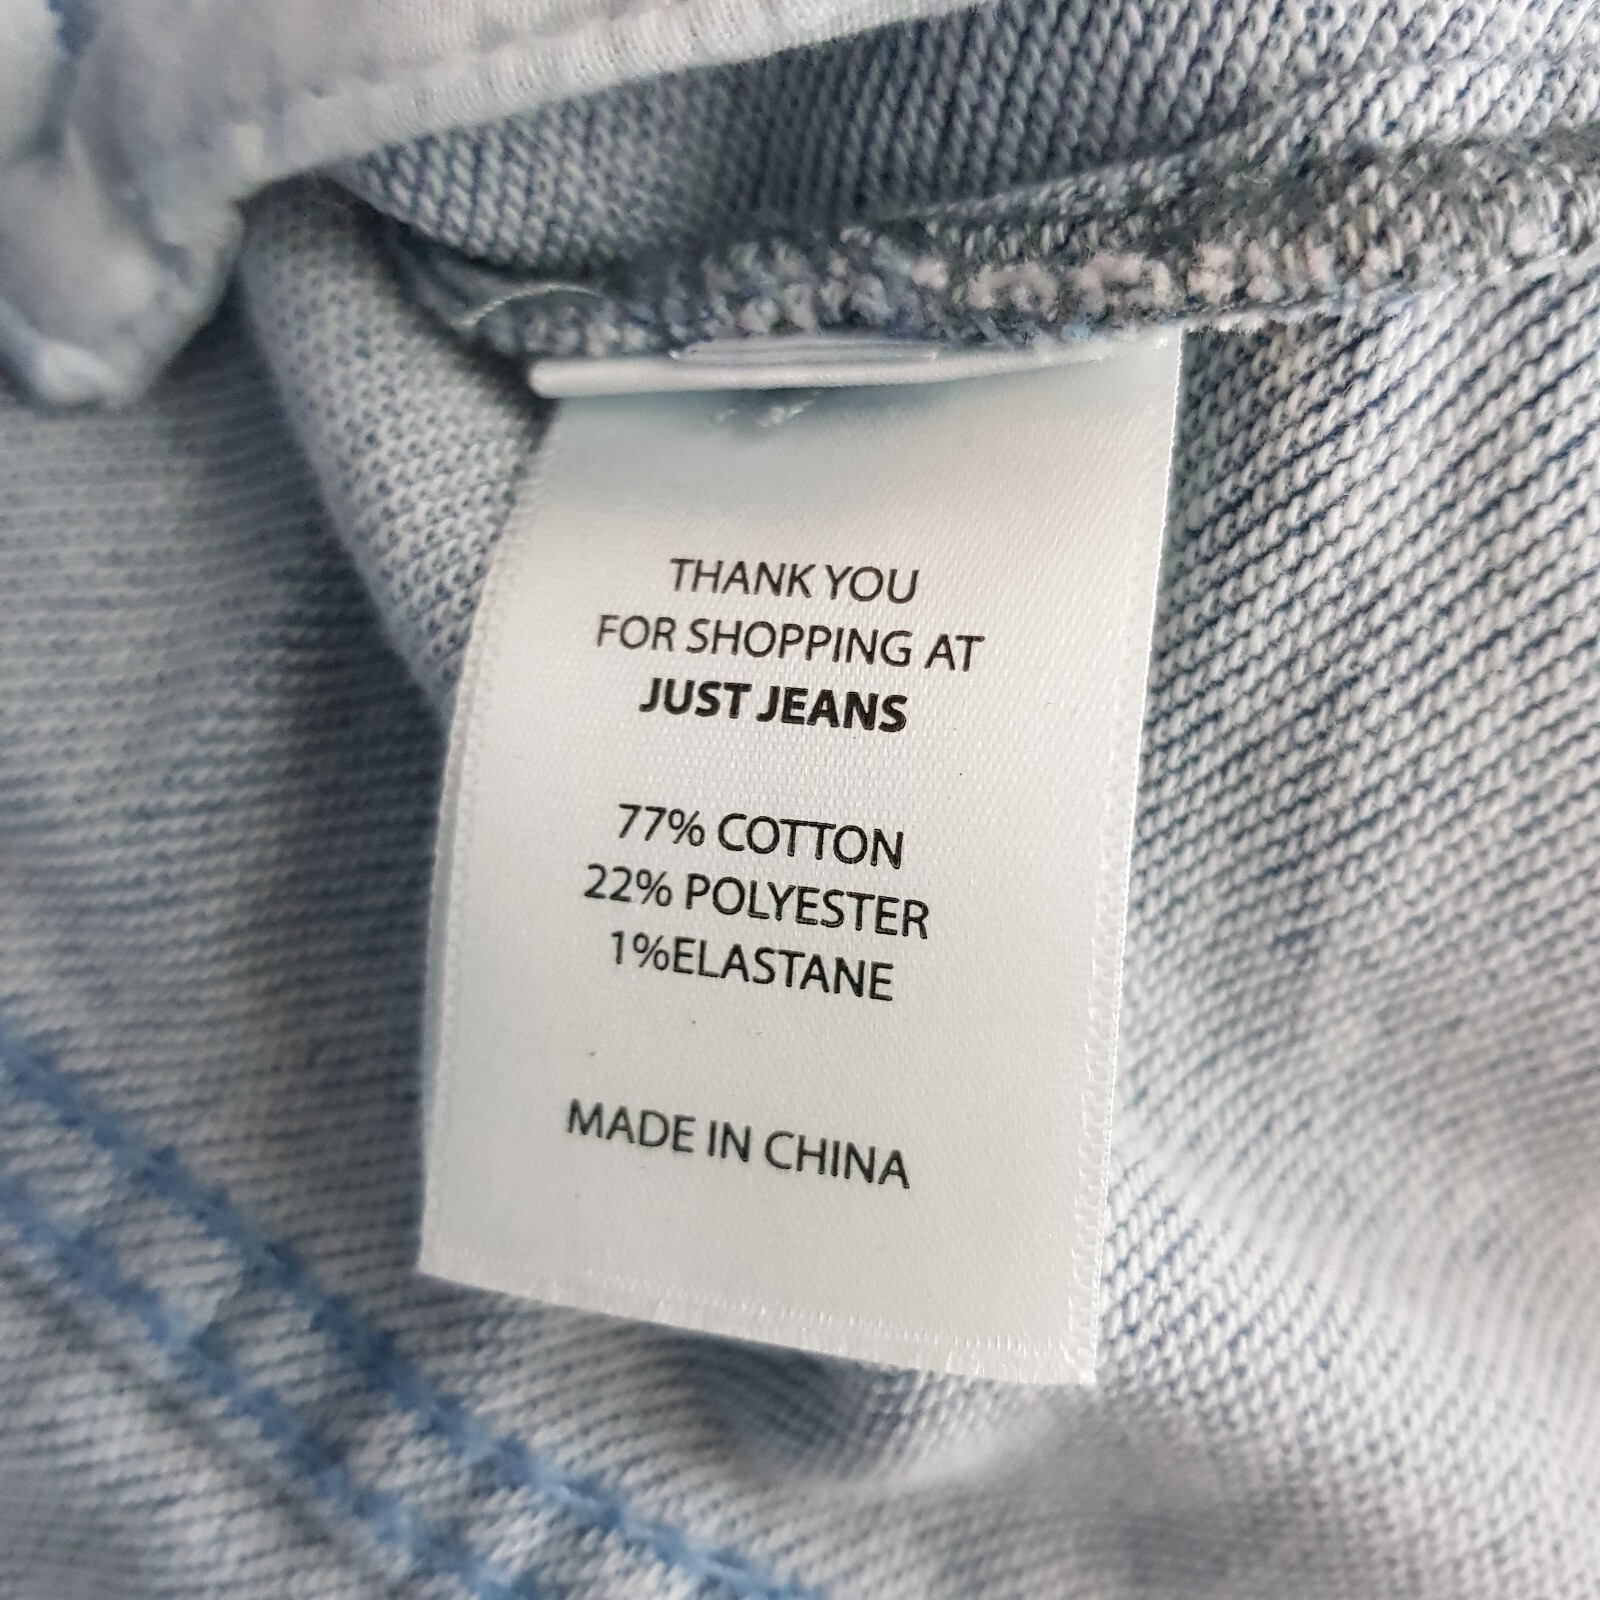 THANK YOU
FOR SHOPPING AT
JUST JEANS
77% COTTON
22% POLYESTER
1%ELASTANE
MADE IN CHINA